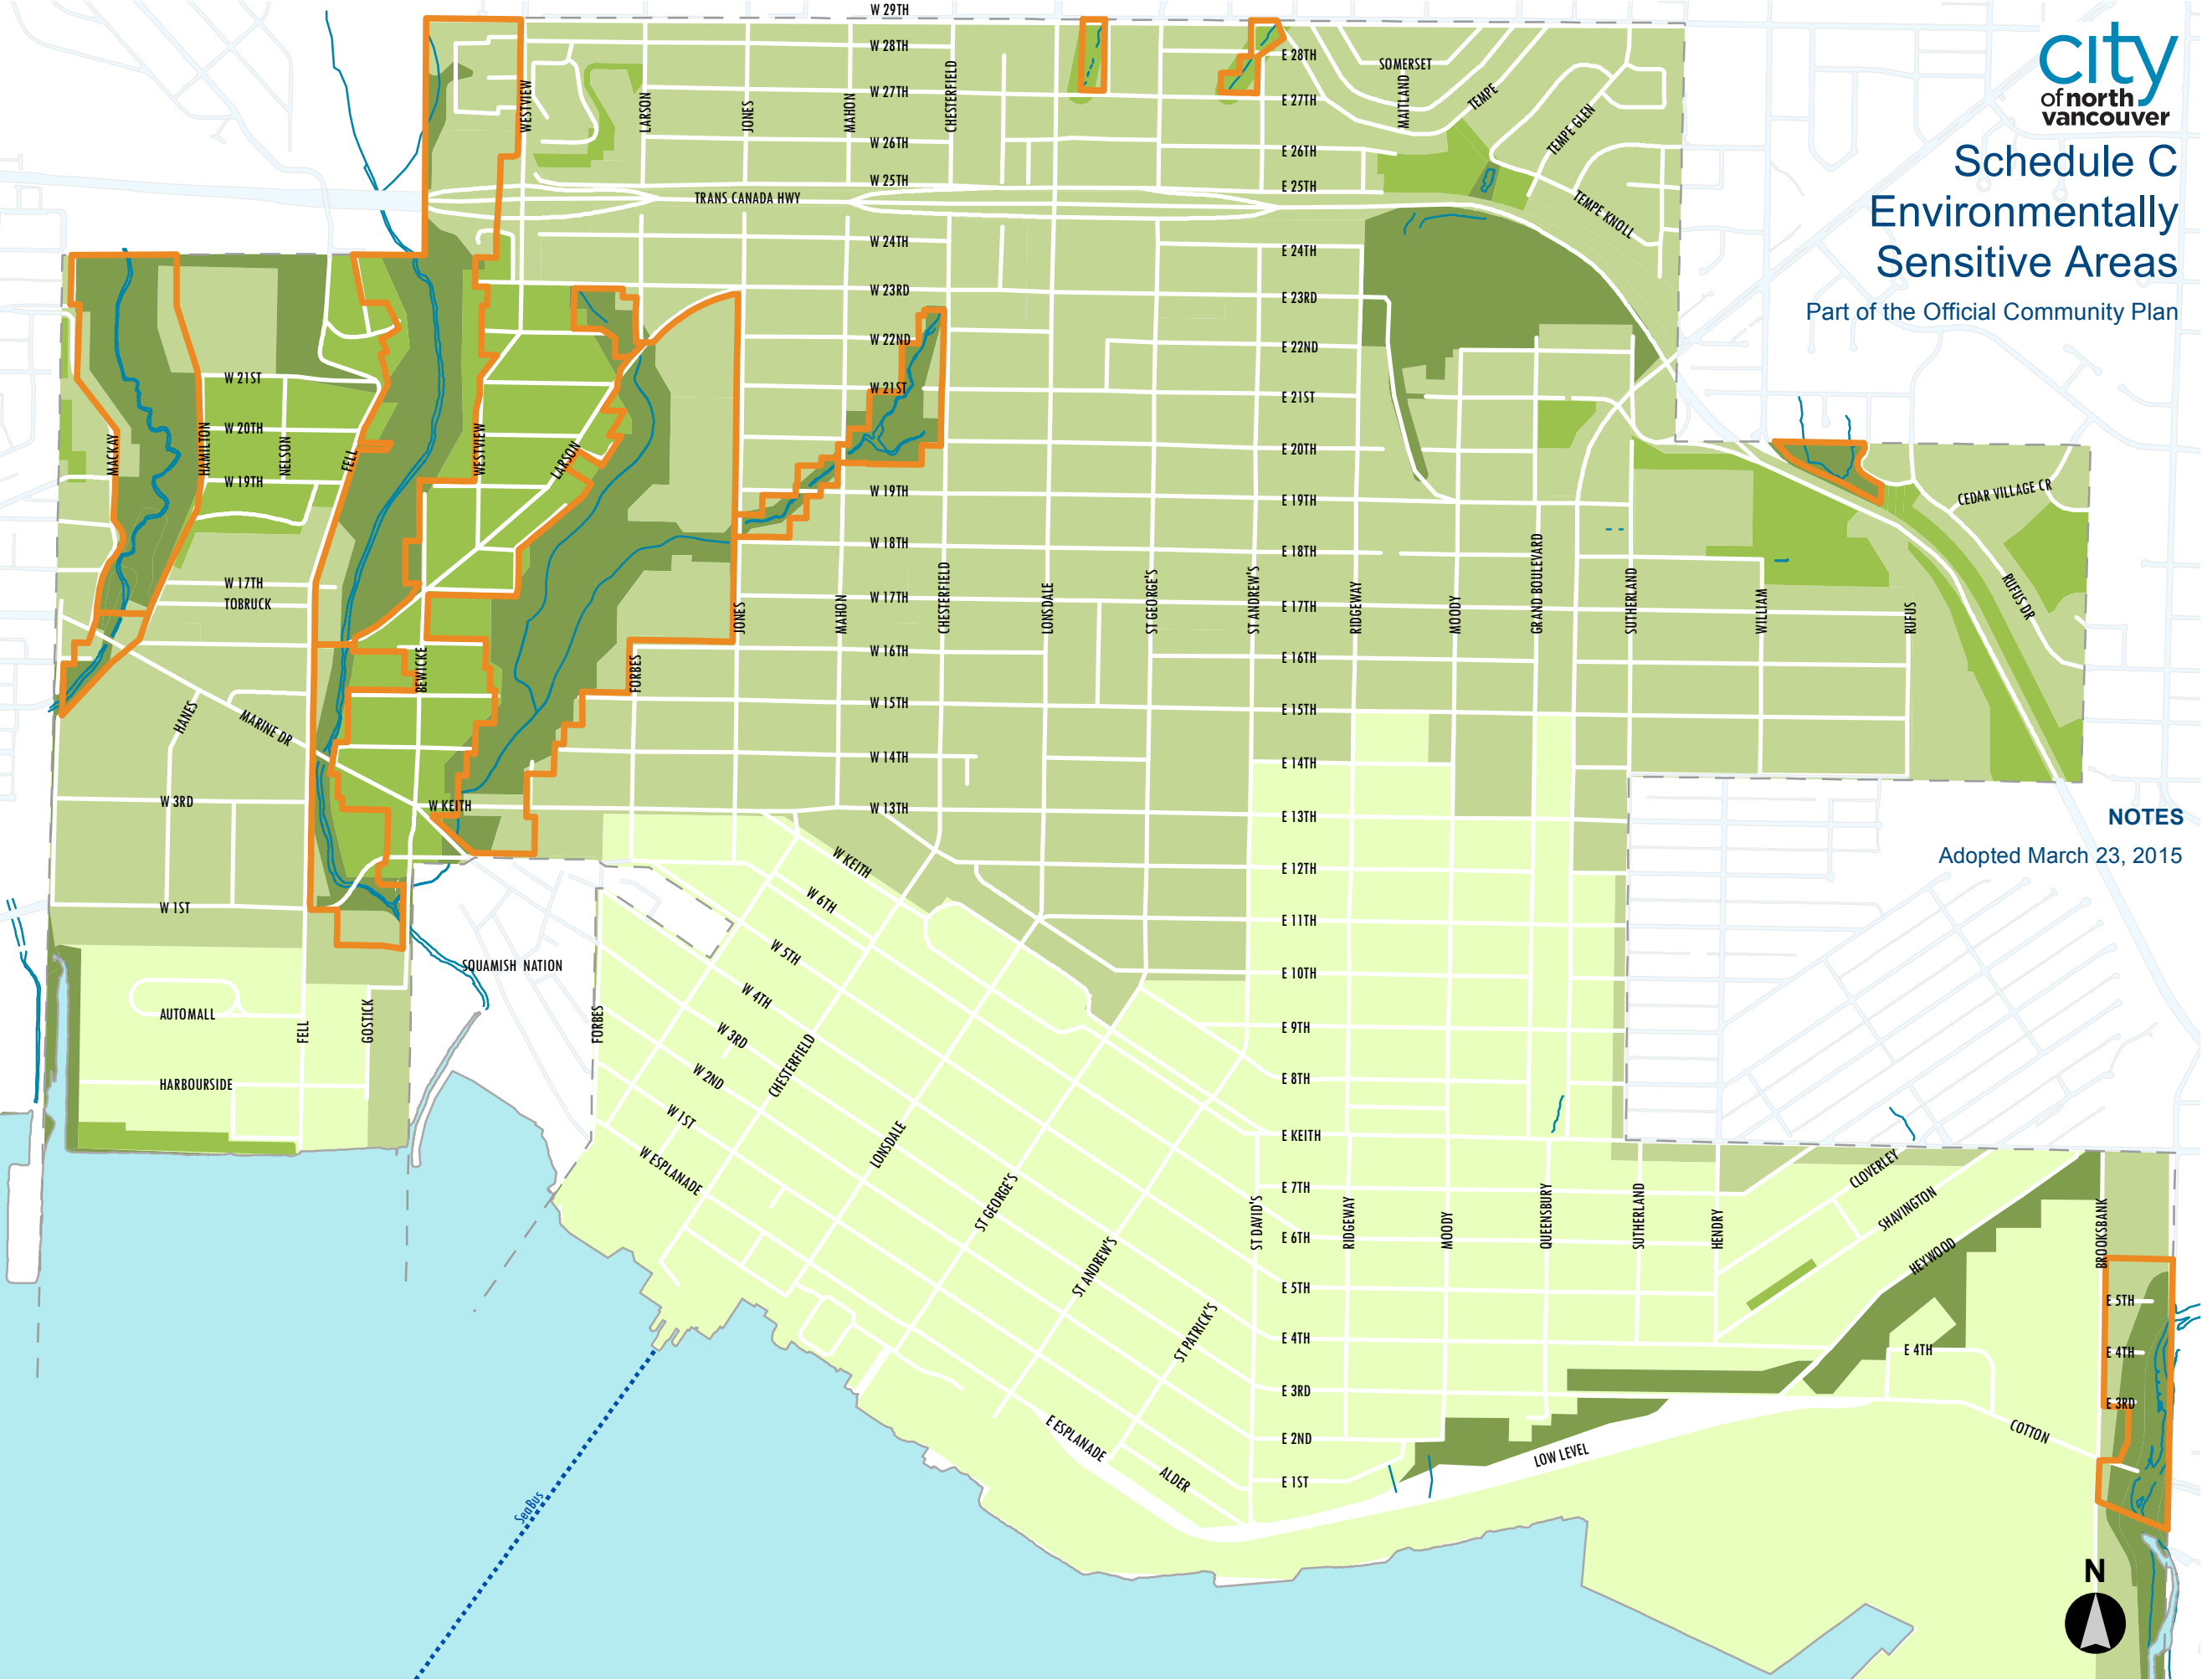 city
of north
vancouver
Schedule C
Environmentally
Sensitive Areas
Part of the Official Community Plan
NOTES
Adopted March 23, 2015
W 29TH
W 28TH
W 27TH
W 26TH
W 25TH
TRANS CANADA HWY
W 24TH
W 23RD
W 22ND
W 21ST
W 19TH
W 18TH
W 17TH
W 16TH
W 15TH
W 14TH
W 13TH
E 28TH
E 27TH
E 26TH
E 25TH
E 24TH
E 23RD
E 22ND
E 21ST
E 20TH
E 19TH
E 18TH
E 17TH
E 16TH
E 15TH
E 14TH
E 13TH
E 12TH
E 11TH
E 10TH
E 9TH
E 8TH
E KEITH
E 7TH
E 6TH
E 5TH
E 4TH
E 3RD
E 2ND
E 1ST
WESTVIEW
LARSON
JONES
MAHON
CHESTERFIELD
SOMERSET
MAITLAND
TEMPE
TEMPE GLEN
TEMPE KNOLL
W 21ST
W 20TH
W 19TH
W 17TH
TOBRUCK
MACKAY
HAMILTON
NELSON
FELL
WESTVIEW
LARSON
BEWICKE
FORBES
JONES
MAHON
CHESTERFIELD
LONSDALE
ST GEORGE'S
ST ANDREW'S
RIDGEWAY
MOODY
GRAND BOULEVARD
SUTHERLAND
WILLIAM
RUFUS
CEDAR VILLAGE CR
RUFUS DR
HANES
MARINE DR
W 3RD
W KEITH
W 1ST
SQUAMISH NATION
AUTOMALL
HARBOURSIDE
FELL
GOSTICK
FORBES
W KEITH
W 6TH
W 5TH
W 4TH
W 3RD
W 2ND
W 1ST
W ESPLANADE
CHESTERFIELD
LONSDALE
ST GEORGE'S
ST ANDREW'S
ST PATRICK'S
ST DAVID'S
RIDGEWAY
MOODY
QUEENSBURY
SUTHERLAND
HENDRY
CLOVERLEY
SHAVINGTON
HEYWOOD
BROOKSBANK
E 5TH
E 4TH
E 3RD
E 4TH
COTTON
LOW LEVEL
E ESPLANADE
ALDER
SeaBus
N